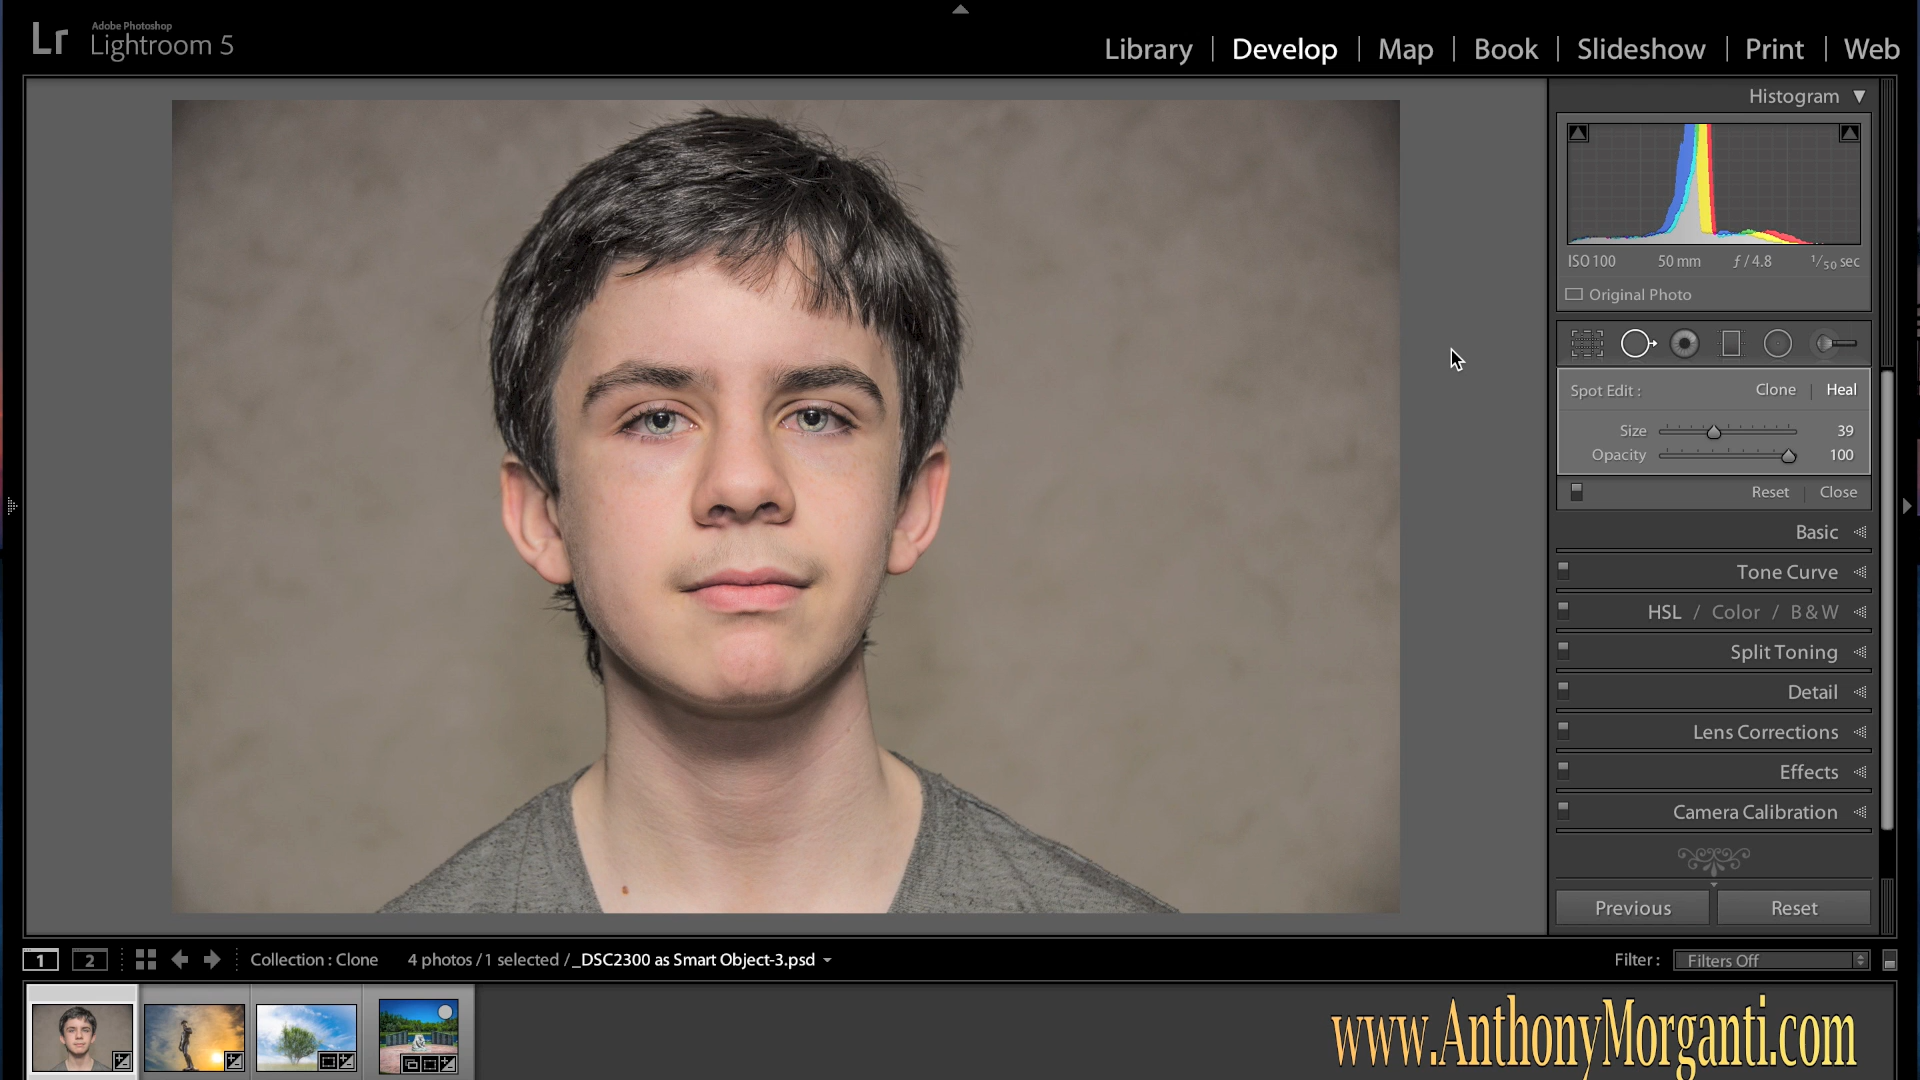 Lr Adobe Photoshop
Lightroom 5
Library | Develop | Map | Book | Slideshow | Print | Web
Histogram
ISO 100 50 mm ƒ / 4.8 1/50 sec
Original Photo
Spot Edit : Clone | Heal
Size 39
Opacity 100
Reset | Close
Basic
Tone Curve
HSL / Color / B & W
Split Toning
Detail
Lens Corrections
Effects
Camera Calibration
Previous Reset
1 2 Collection : Clone 4 photos / 1 selected / _DSC2300 as Smart Object-3.psd Filter : Filters Off
www.AnthonyMorganti.com